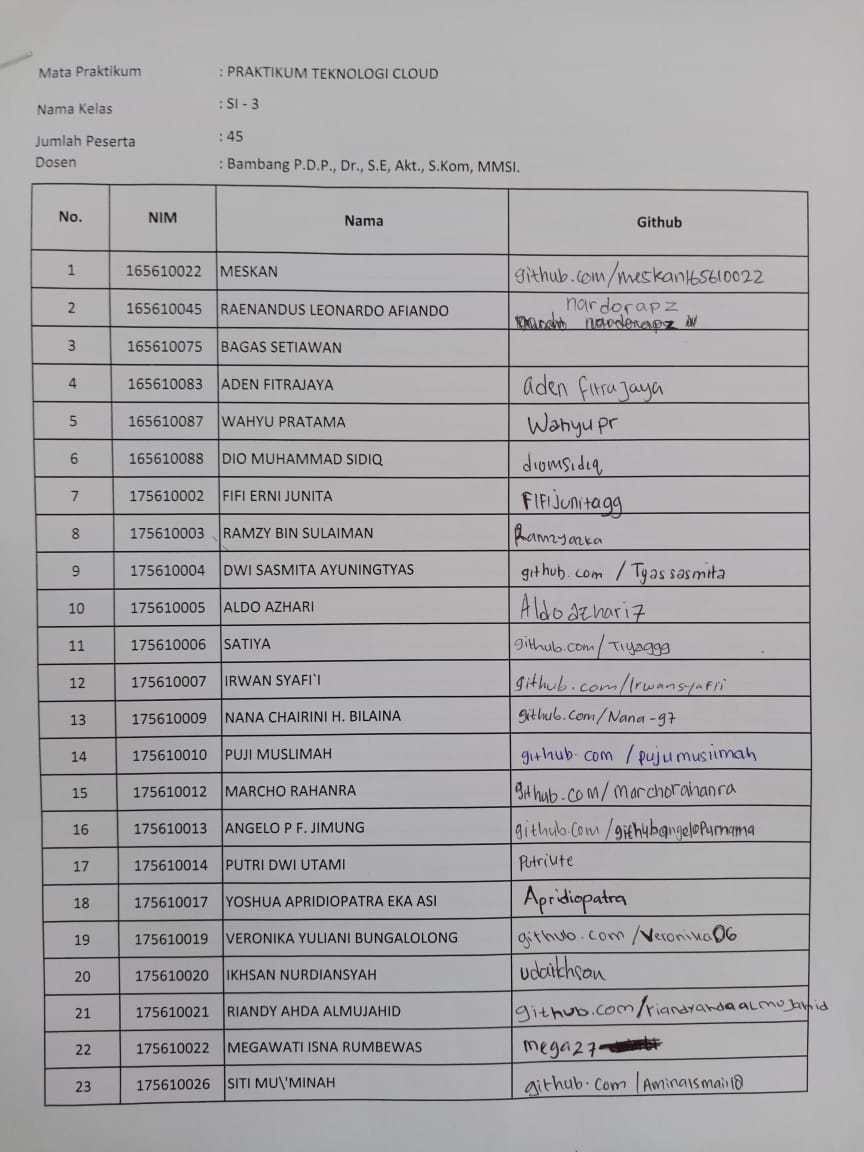 Mata Praktikum : PRAKTIKUM TEKNOLOGI CLOUD
Nama Kelas : SI - 3
Jumlah Peserta : 45
Dosen : Bambang P.D.P., Dr., S.E, Akt., S.Kom, MMSI.
No. NIM Nama Github
1 165610022 MESKAN github.com/meskan165610022
2 165610045 RAENANDUS LEONARDO AFIANDO nardorapz
3 165610075 BAGAS SETIAWAN
4 165610083 ADEN FITRAJAYA aden fitrajaya
5 165610087 WAHYU PRATAMA Wahyupr
6 165610088 DIO MUHAMMAD SIDIQ diomsidiq
7 175610002 FIFI ERNI JUNITA FIFIjunitagg
8 175610003 RAMZY BIN SULAIMAN Ramzyazka
9 175610004 DWI SASMITA AYUNINGTYAS github.com / Tyassasmita
10 175610005 ALDO AZHARI Aldoazhari7
11 175610006 SATIYA github.com/Tiyaggg
12 175610007 IRWAN SYAFI`I github.com/Irwansyafii
13 175610009 NANA CHAIRINI H. BILAINA github.com/Nana-97
14 175610010 PUJI MUSLIMAH github.com /pujumuslimah
15 175610012 MARCHO RAHANRA github.com/marchorahanra
16 175610013 ANGELO P F. JIMUNG github.com/githubangeloPurnama
17 175610014 PUTRI DWI UTAMI PutriUte
18 175610017 YOSHUA APRIDIOPATRA EKA ASI Apridiopatra
19 175610019 VERONIKA YULIANI BUNGALOLONG github.com/Veronika06
20 175610020 IKHSAN NURDIANSYAH udaikhsan
21 175610021 RIANDY AHDA ALMUJAHID github.com/riandyahdaaLmujahid
22 175610022 MEGAWATI ISNA RUMBEWAS mega27
23 175610026 SITI MU\'MINAH github.com/Aminaismail18